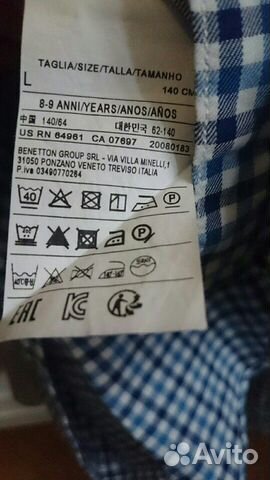 TAGLIA/SIZE/TALLA/TAMANHO
L
140 CM
8-9 ANNI/YEARS/ANOS/AÑOS
中国 140/64 대한민국 62-140
US RN 64961 CA 07697 20080183
BENETTON GROUP SRL - VIA VILLA MINELLI,1
31050 PONZANO VENETO TREVISO ITALIA
P.iva 03490770264
40 P
P
EAC KC
Avito